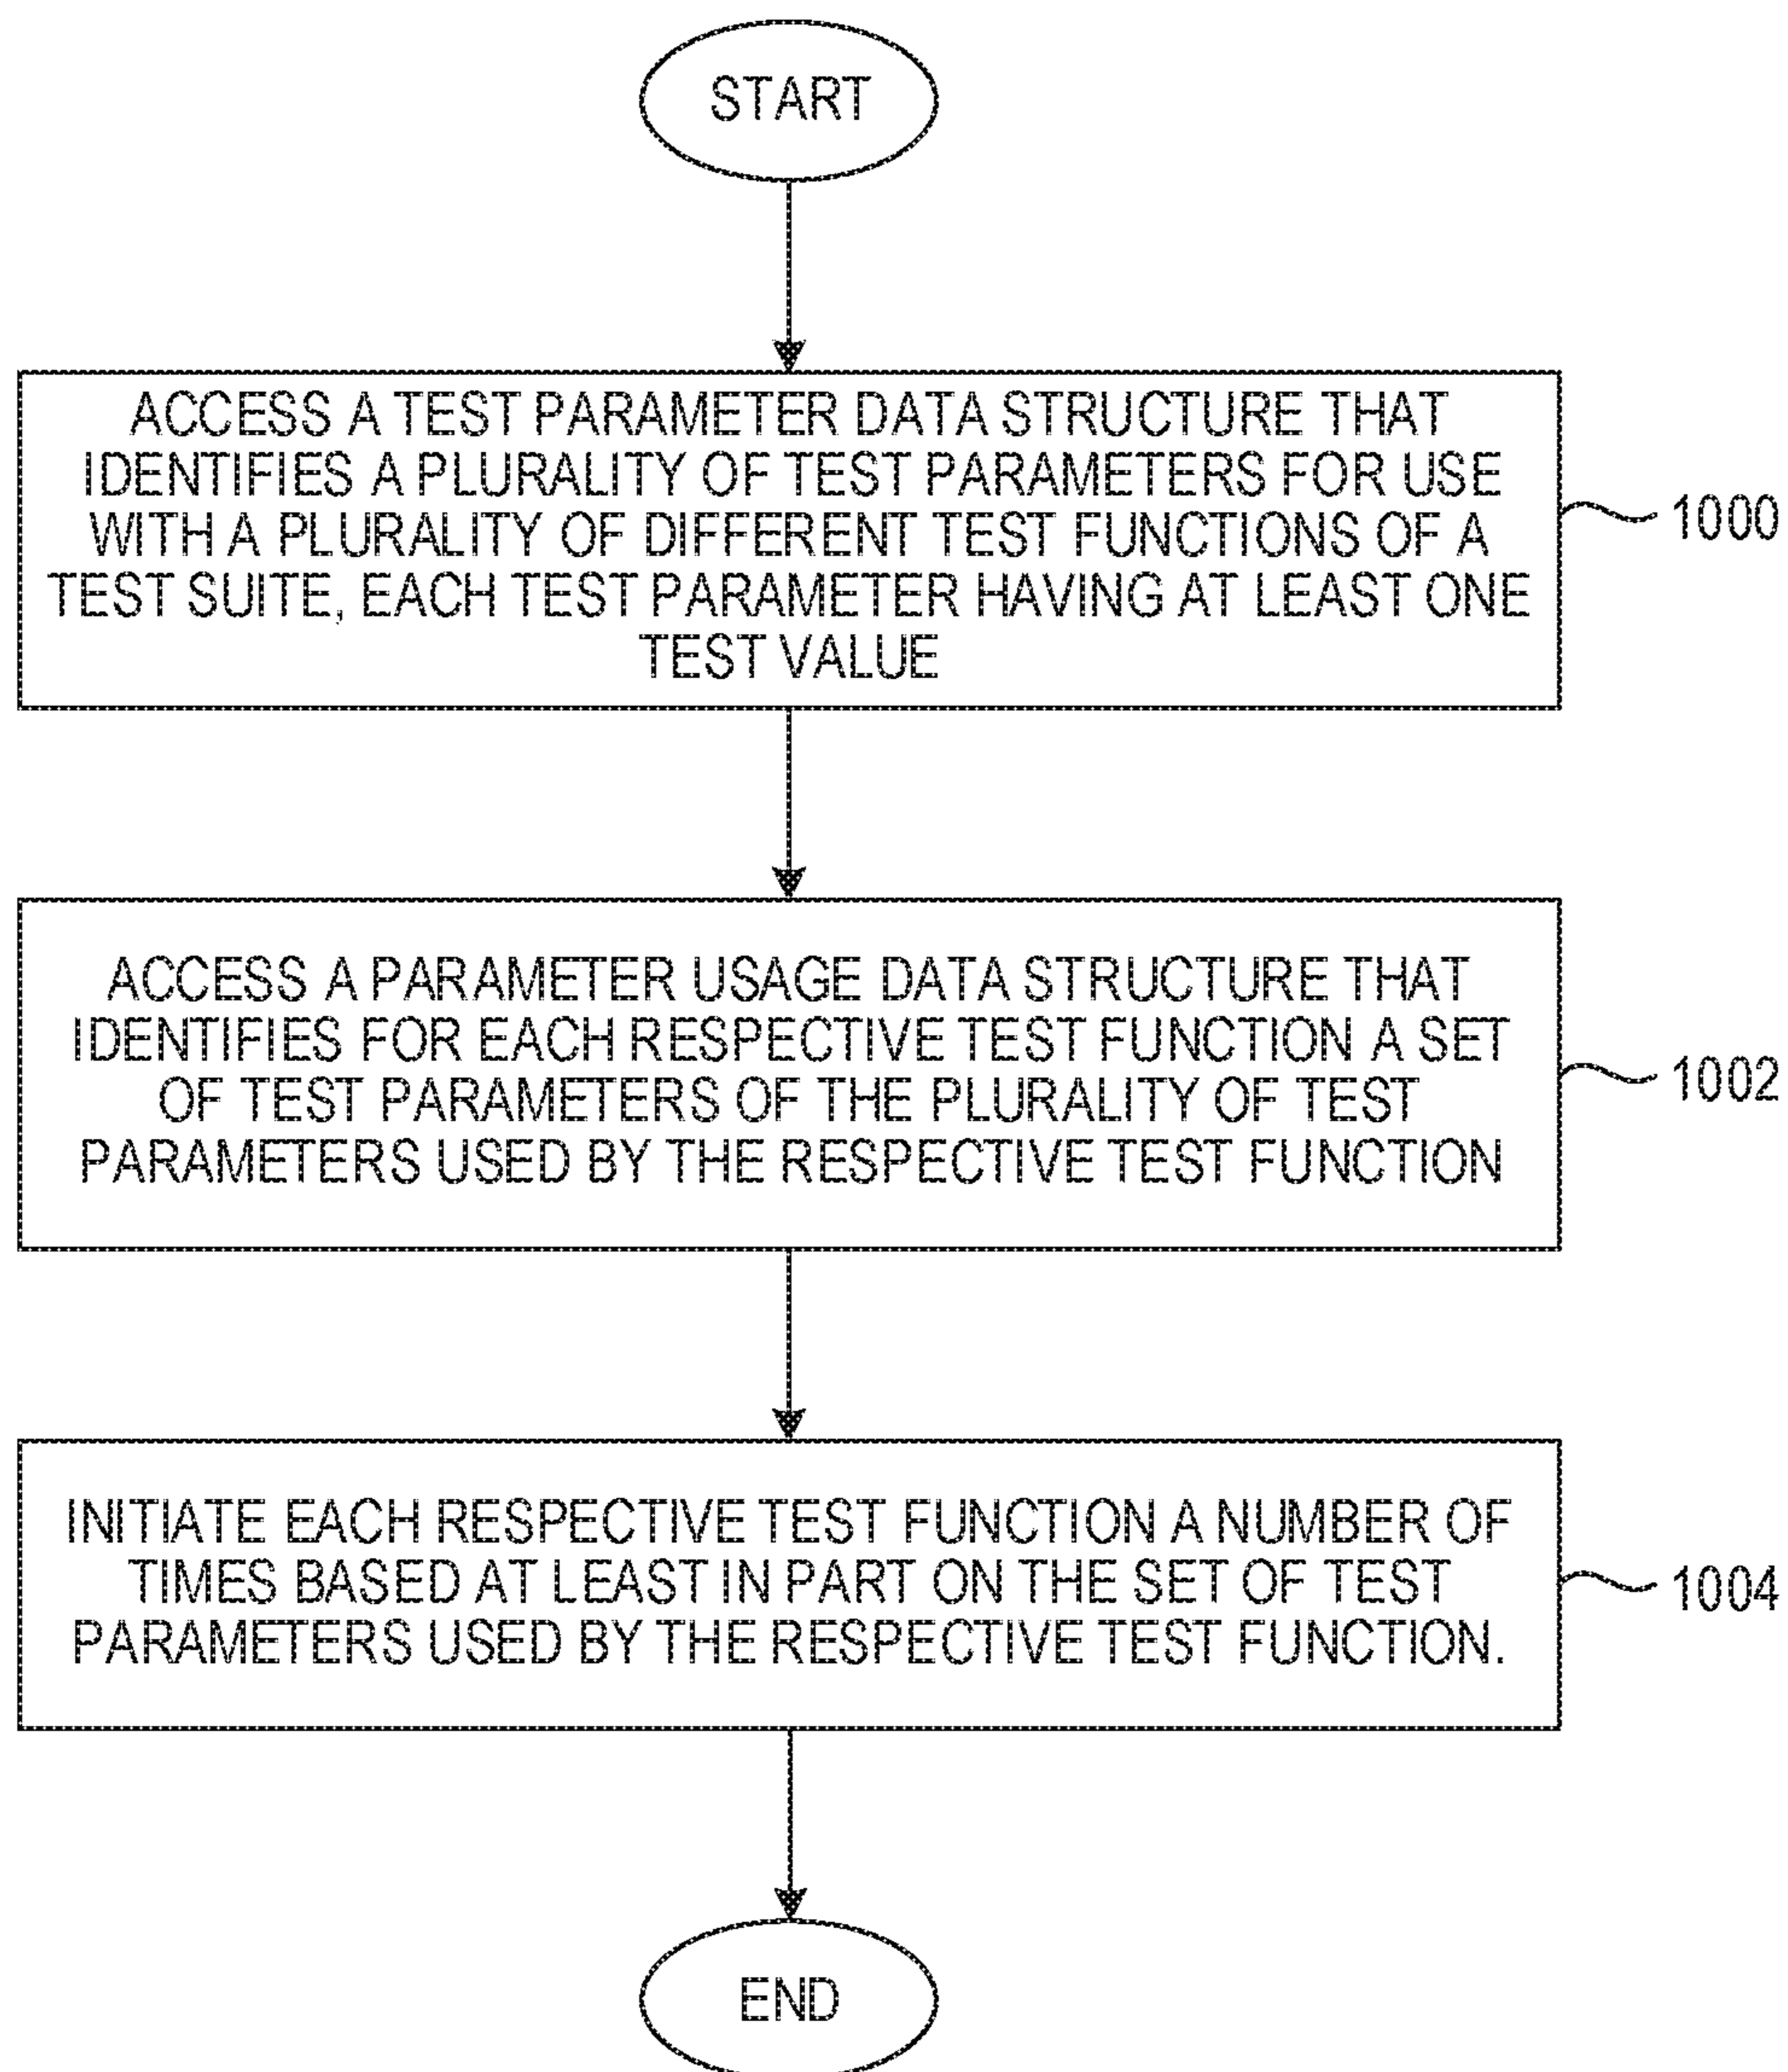 START
ACCESS A TEST PARAMETER DATA STRUCTURE THAT
IDENTIFIES A PLURALITY OF TEST PARAMETERS FOR USE
WITH A PLURALITY OF DIFFERENT TEST FUNCTIONS OF A
TEST SUITE, EACH TEST PARAMETER HAVING AT LEAST ONE
TEST VALUE
1000
ACCESS A PARAMETER USAGE DATA STRUCTURE THAT
IDENTIFIES FOR EACH RESPECTIVE TEST FUNCTION A SET
OF TEST PARAMETERS OF THE PLURALITY OF TEST
PARAMETERS USED BY THE RESPECTIVE TEST FUNCTION
1002
INITIATE EACH RESPECTIVE TEST FUNCTION A NUMBER OF
TIMES BASED AT LEAST IN PART ON THE SET OF TEST
PARAMETERS USED BY THE RESPECTIVE TEST FUNCTION.
1004
END